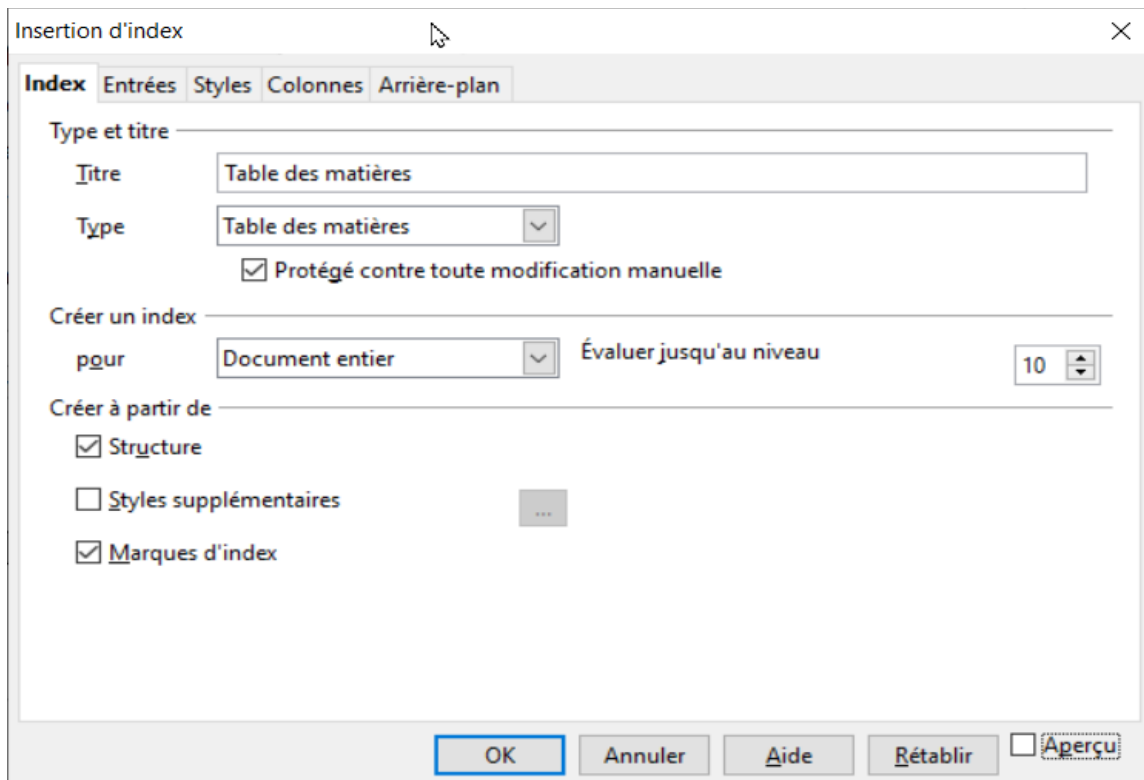 Insertion d'index
Index Entrées Styles Colonnes Arrière-plan
Type et titre
Titre Table des matières
Type Table des matières
Protégé contre toute modification manuelle
Créer un index
pour Document entier Évaluer jusqu'au niveau 10
Créer à partir de
Structure
Styles supplémentaires ...
Marques d'index
OK Annuler Aide Rétablir Aperçu